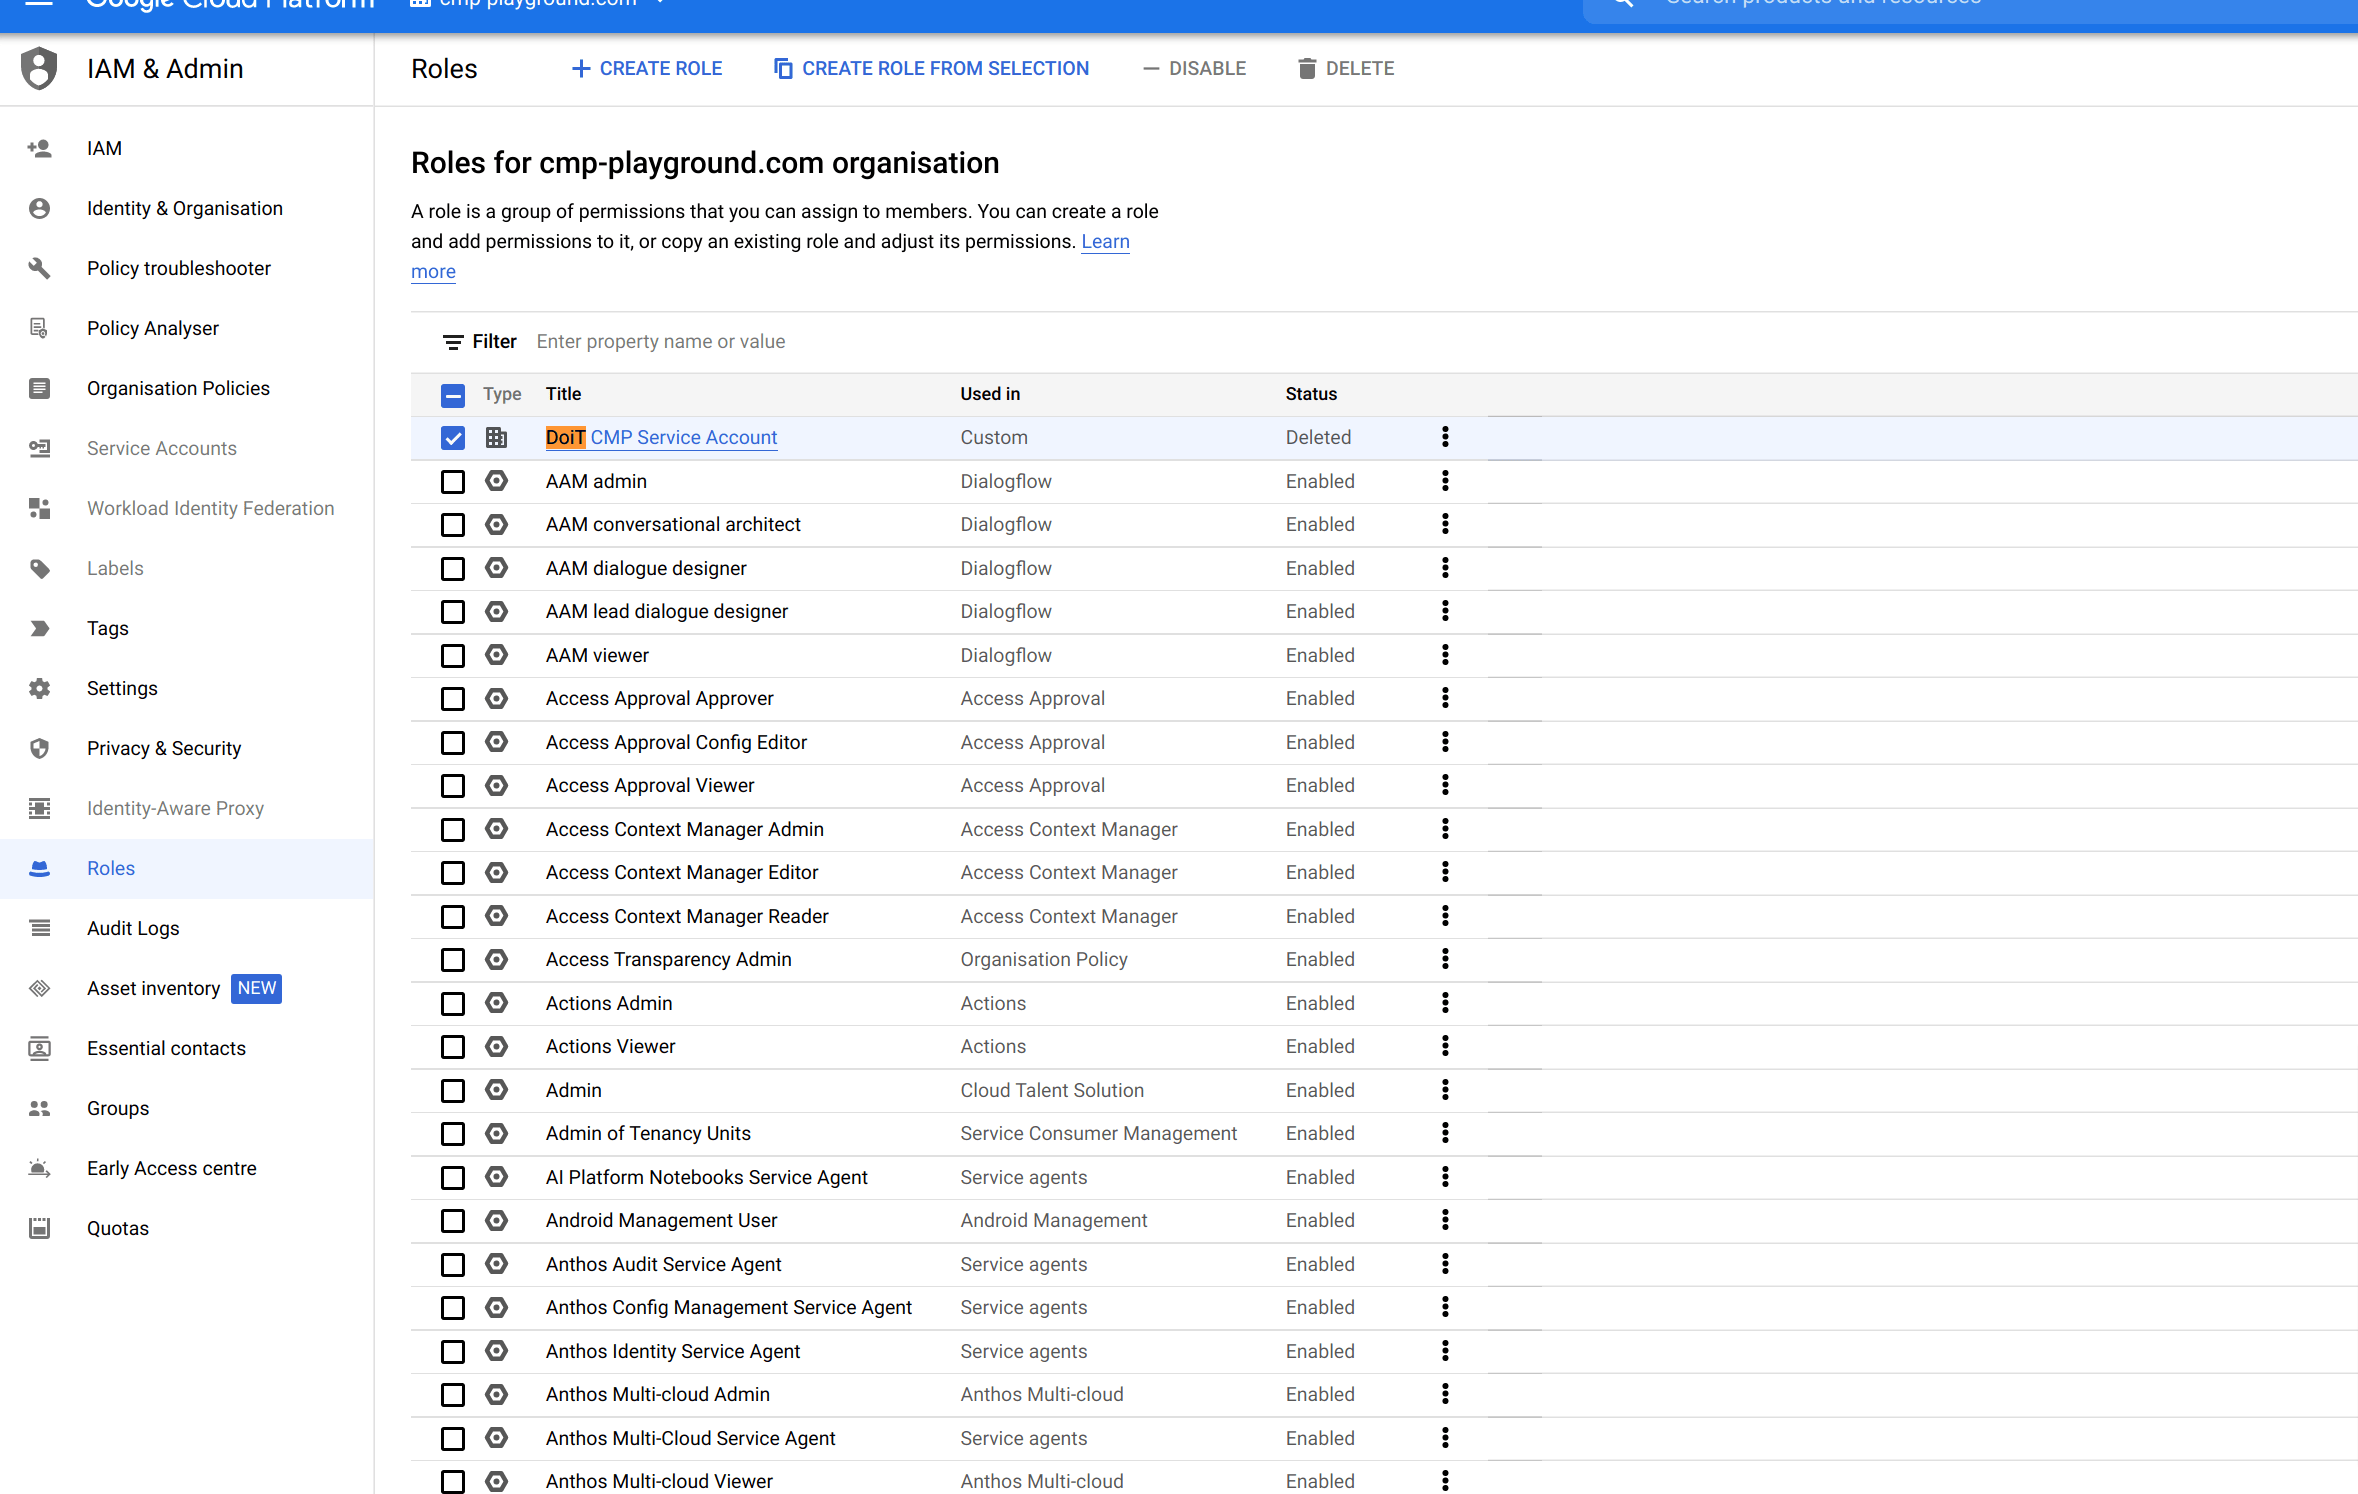 Google Cloud Platform
cmp-playground.com
Search products and resources
IAM & Admin
Roles
CREATE ROLE
CREATE ROLE FROM SELECTION
DISABLE
DELETE
IAM
Identity & Organisation
Policy troubleshooter
Policy Analyser
Organisation Policies
Service Accounts
Workload Identity Federation
Labels
Tags
Settings
Privacy & Security
Identity-Aware Proxy
Roles
Audit Logs
Asset inventory NEW
Essential contacts
Groups
Early Access centre
Quotas
Roles for cmp-playground.com organisation
A role is a group of permissions that you can assign to members. You can create a role
and add permissions to it, or copy an existing role and adjust its permissions. Learn
more
Filter Enter property name or value
Type Title Used in Status
DoiT CMP Service Account Custom Deleted
AAM admin Dialogflow Enabled
AAM conversational architect Dialogflow Enabled
AAM dialogue designer Dialogflow Enabled
AAM lead dialogue designer Dialogflow Enabled
AAM viewer Dialogflow Enabled
Access Approval Approver Access Approval Enabled
Access Approval Config Editor Access Approval Enabled
Access Approval Viewer Access Approval Enabled
Access Context Manager Admin Access Context Manager Enabled
Access Context Manager Editor Access Context Manager Enabled
Access Context Manager Reader Access Context Manager Enabled
Access Transparency Admin Organisation Policy Enabled
Actions Admin Actions Enabled
Actions Viewer Actions Enabled
Admin Cloud Talent Solution Enabled
Admin of Tenancy Units Service Consumer Management Enabled
AI Platform Notebooks Service Agent Service agents Enabled
Android Management User Android Management Enabled
Anthos Audit Service Agent Service agents Enabled
Anthos Config Management Service Agent Service agents Enabled
Anthos Identity Service Agent Service agents Enabled
Anthos Multi-cloud Admin Anthos Multi-cloud Enabled
Anthos Multi-Cloud Service Agent Service agents Enabled
Anthos Multi-cloud Viewer Anthos Multi-cloud Enabled